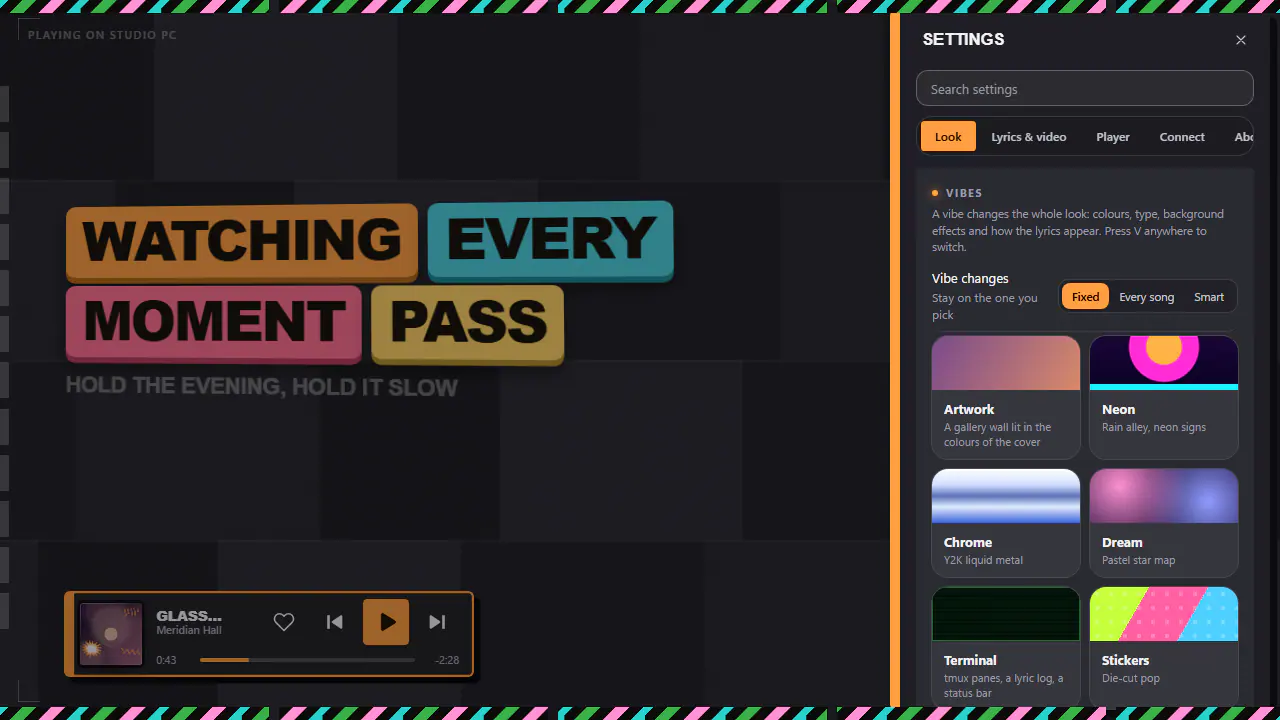 PLAYING ON STUDIO PC
WATCHING EVERY
MOMENT PASS
HOLD THE EVENING, HOLD IT SLOW
GLASS...
Meridian Hall
0:43
-2:28
SETTINGS
Search settings
Look
Lyrics & video
Player
Connect
Abo
VIBES
A vibe changes the whole look: colours, type, background
effects and how the lyrics appear. Press V anywhere to
switch.
Vibe changes
Stay on the one you
pick
Fixed
Every song
Smart
Artwork
A gallery wall lit in the
colours of the cover
Neon
Rain alley, neon signs
Chrome
Y2K liquid metal
Dream
Pastel star map
Terminal
tmux panes, a lyric log, a
status bar
Stickers
Die-cut pop